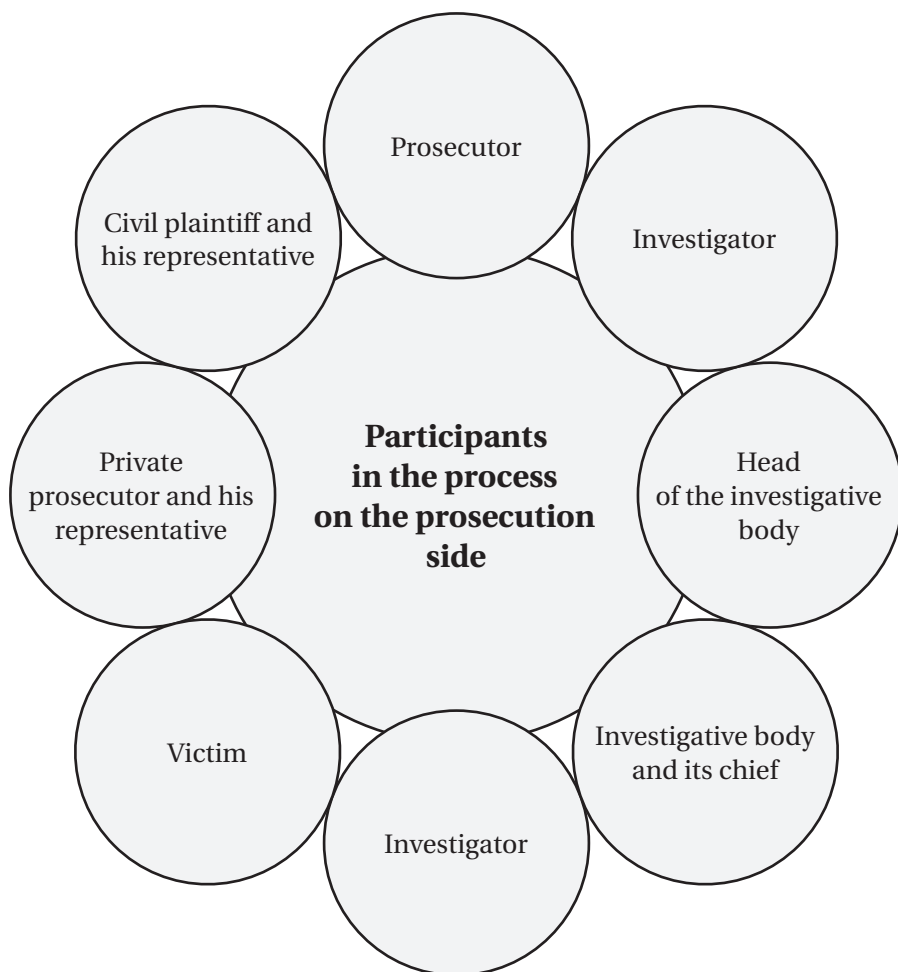 Prosecutor
Civil plaintiff and
his representative
Investigator
Private
prosecutor and his
representative
Participants
in the process
on the prosecution
side
Head
of the investigative
body
Victim
Investigative body
and its chief
Investigator